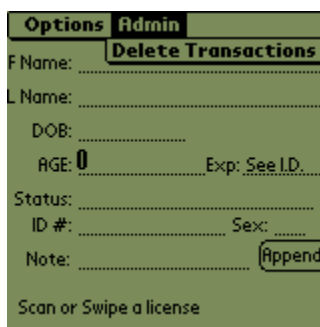 Options Admin
Delete Transactions
F Name:
L Name:
DOB:
AGE: 0 Exp: See I.D.
Status:
ID #: Sex:
Note: Append
Scan or Swipe a license